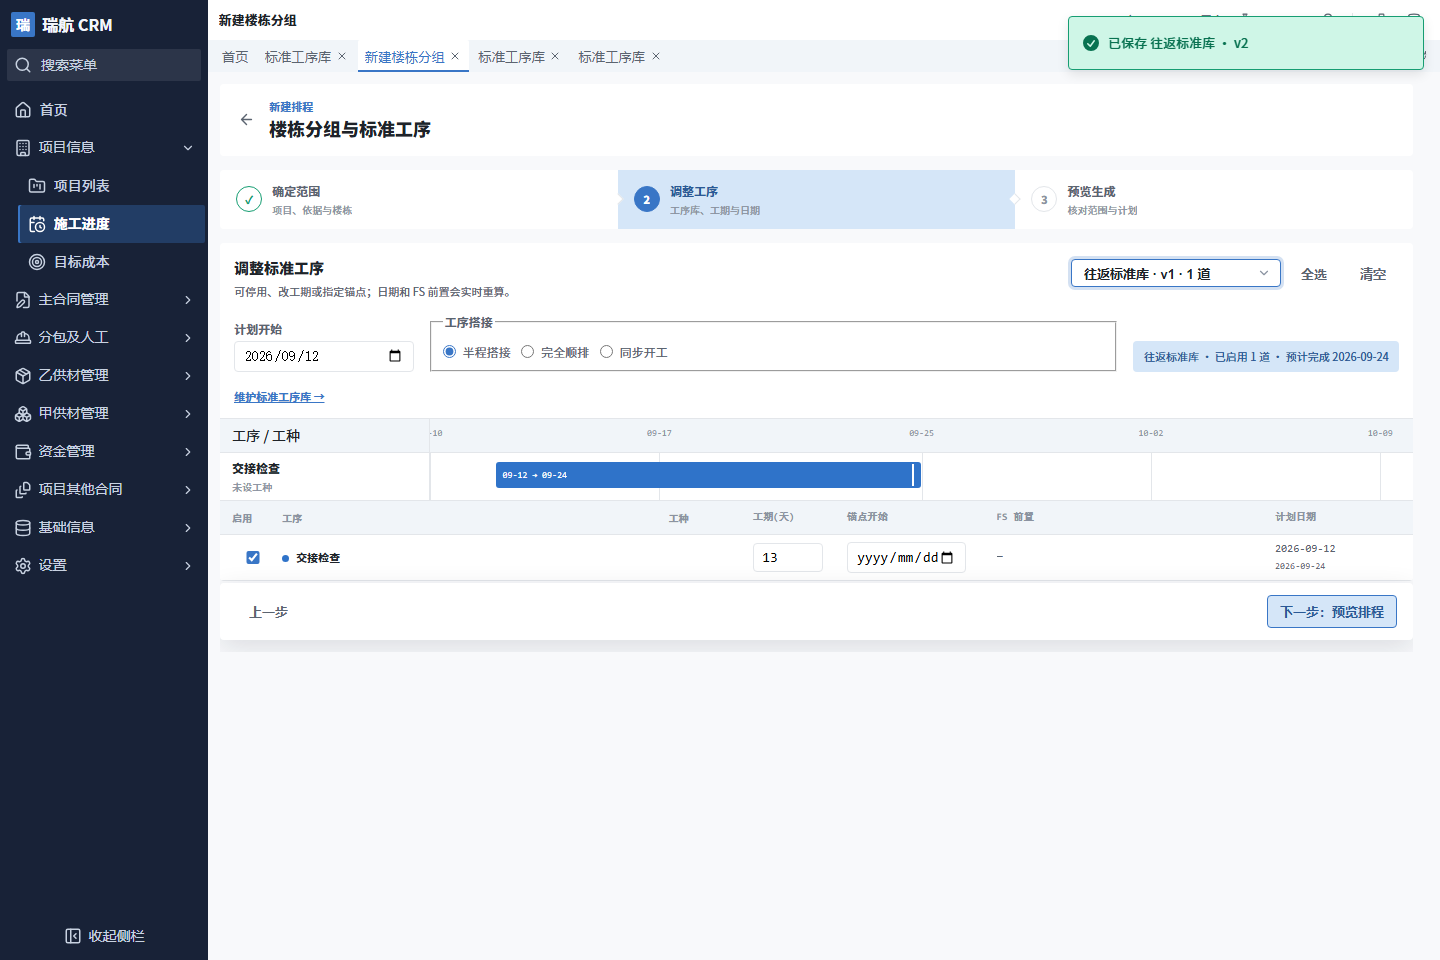 瑞 瑞航 CRM
搜索菜单
首页
项目信息
项目列表
施工进度
目标成本
主合同管理
分包及人工
乙供材管理
甲供材管理
资金管理
项目其他合同
基础信息
设置
收起侧栏
新建楼栋分组
已保存 往返标准库 · v2
首页 标准工序库 新建楼栋分组 标准工序库 标准工序库
新建排程
楼栋分组与标准工序
确定范围
项目、依据与楼栋
2 调整工序
工序库、工期与日期
3 预览生成
核对范围与计划
调整标准工序
可停用、改工期或指定锚点；日期和 FS 前置会实时重算。
往返标准库 · v1 · 1 道 全选 清空
计划开始
2026/09/12
工序搭接
半程搭接 完全顺排 同步开工
往返标准库 · 已启用 1 道 · 预计完成 2026-09-24
维护标准工序库 →
工序 / 工种 -10 09-17 09-25 10-02 10-09
交接检查
未设工种
09-12 → 09-24
启用 工序 工种 工期(天) 锚点开始 FS 前置 计划日期
交接检查 13 yyyy/mm/dd – 2026-09-12
2026-09-24
上一步 下一步：预览排程